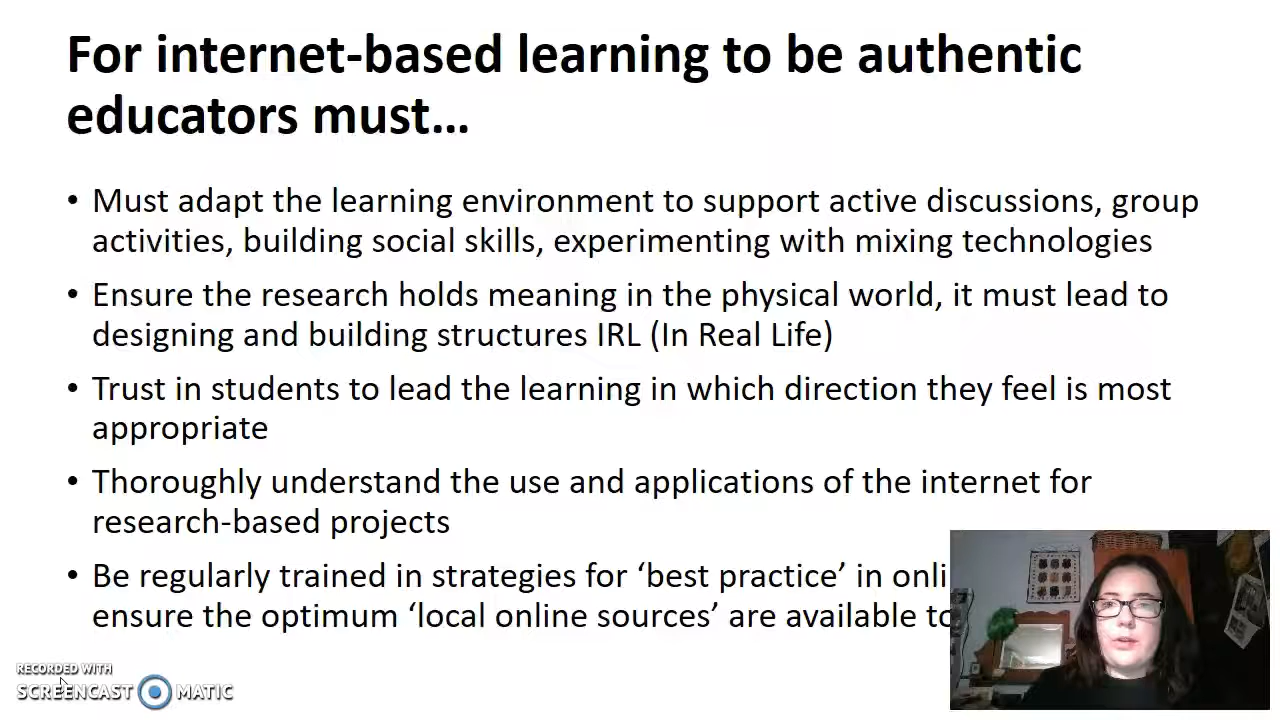 For internet-based learning to be authentic
educators must…
• Must adapt the learning environment to support active discussions, group
activities, building social skills, experimenting with mixing technologies
• Ensure the research holds meaning in the physical world, it must lead to
designing and building structures IRL (In Real Life)
• Trust in students to lead the learning in which direction they feel is most
appropriate
• Thoroughly understand the use and applications of the internet for
research-based projects
• Be regularly trained in strategies for ‘best practice’ in onli
ensure the optimum ‘local online sources’ are available to
RECORDED WITH
SCREENCAST MATIC